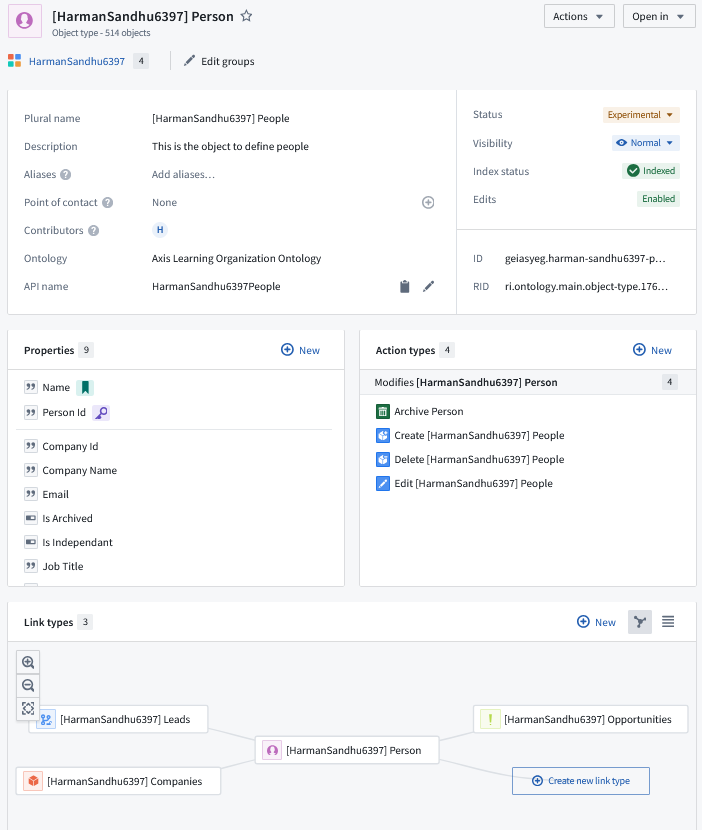 [HarmanSandhu6397] Person
Object type - 514 objects
Actions
Open in
HarmanSandhu6397 4
Edit groups
Plural name [HarmanSandhu6397] People
Description This is the object to define people
Aliases ? Add aliases...
Point of contact ? None
Contributors ? H
Ontology Axis Learning Organization Ontology
API name HarmanSandhu6397People
Status Experimental
Visibility Normal
Index status Indexed
Edits Enabled
ID geiasyeg.harman-sandhu6397-p...
RID ri.ontology.main.object-type.176...
Properties 9 New
Name
Person Id
Company Id
Company Name
Email
Is Archived
Is Independant
Job Title
Action types 4 New
Modifies [HarmanSandhu6397] Person 4
Archive Person
Create [HarmanSandhu6397] People
Delete [HarmanSandhu6397] People
Edit [HarmanSandhu6397] People
Link types 3 New
[HarmanSandhu6397] Leads
[HarmanSandhu6397] Opportunities
[HarmanSandhu6397] Person
[HarmanSandhu6397] Companies
Create new link type